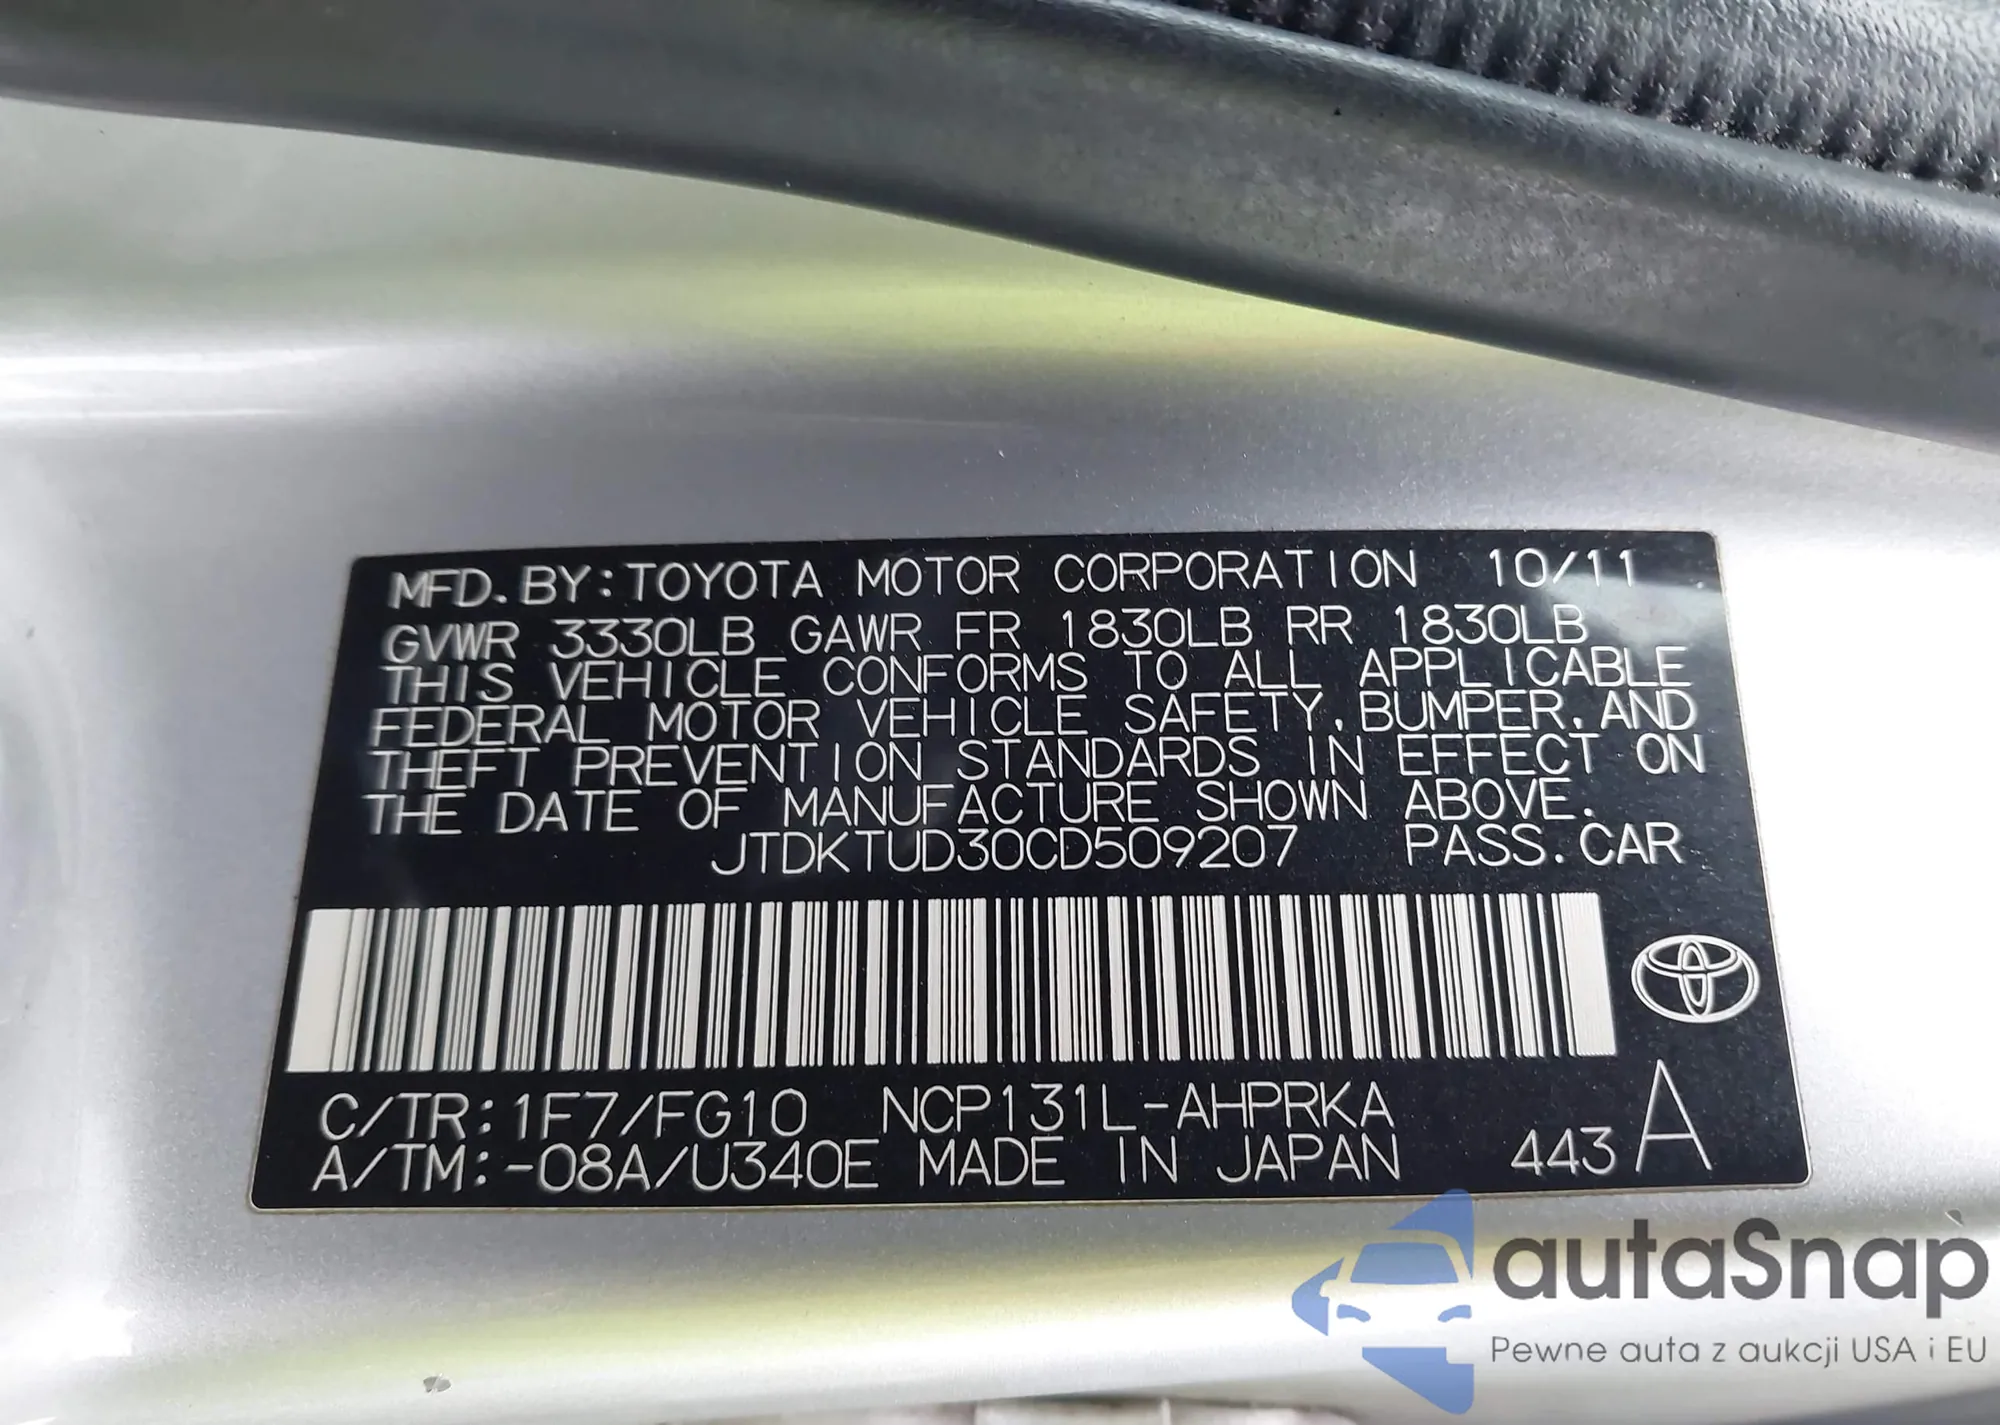 MFD. BY: TOYOTA MOTOR CORPORATION 10/11
GVWR 3330LB GAWR FR 1830LB RR 1830LB
THIS VEHICLE CONFORMS TO ALL APPLICABLE
FEDERAL MOTOR VEHICLE SAFETY, BUMPER, AND
THEFT PREVENTION STANDARDS IN EFFECT ON
THE DATE OF MANUFACTURE SHOWN ABOVE.
JTDKTUD30CD509207 PASS. CAR
C/TR: 1F7/FG10 NCP131L-AHPRKA
A/TM: -08A/U340E MADE IN JAPAN 443 A
autaSnap
Pewne auta z aukcji USA i EU